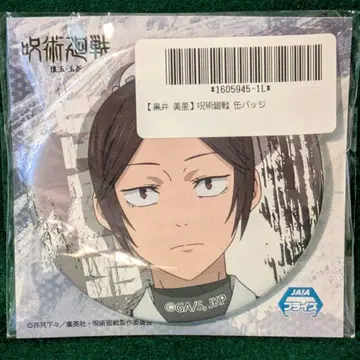 呪術廻戦
懐玉・玉折
*1605945-1L*
【黒井 美里】呪術廻戦 缶バッジ
©GA/S, JKP
JAIA
プライズ
©芥見下々／集英社・呪術廻戦製作委員会